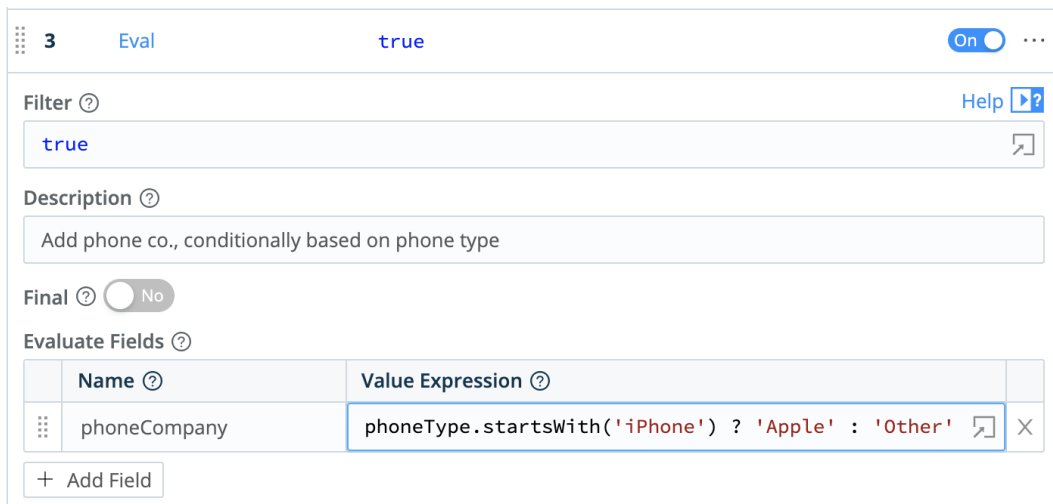 3 Eval true On ...
Filter ? Help ?
true
Description ?
Add phone co., conditionally based on phone type
Final ? No
Evaluate Fields ?
Name ? Value Expression ?
phoneCompany phoneType.startsWith('iPhone') ? 'Apple' : 'Other'
+ Add Field